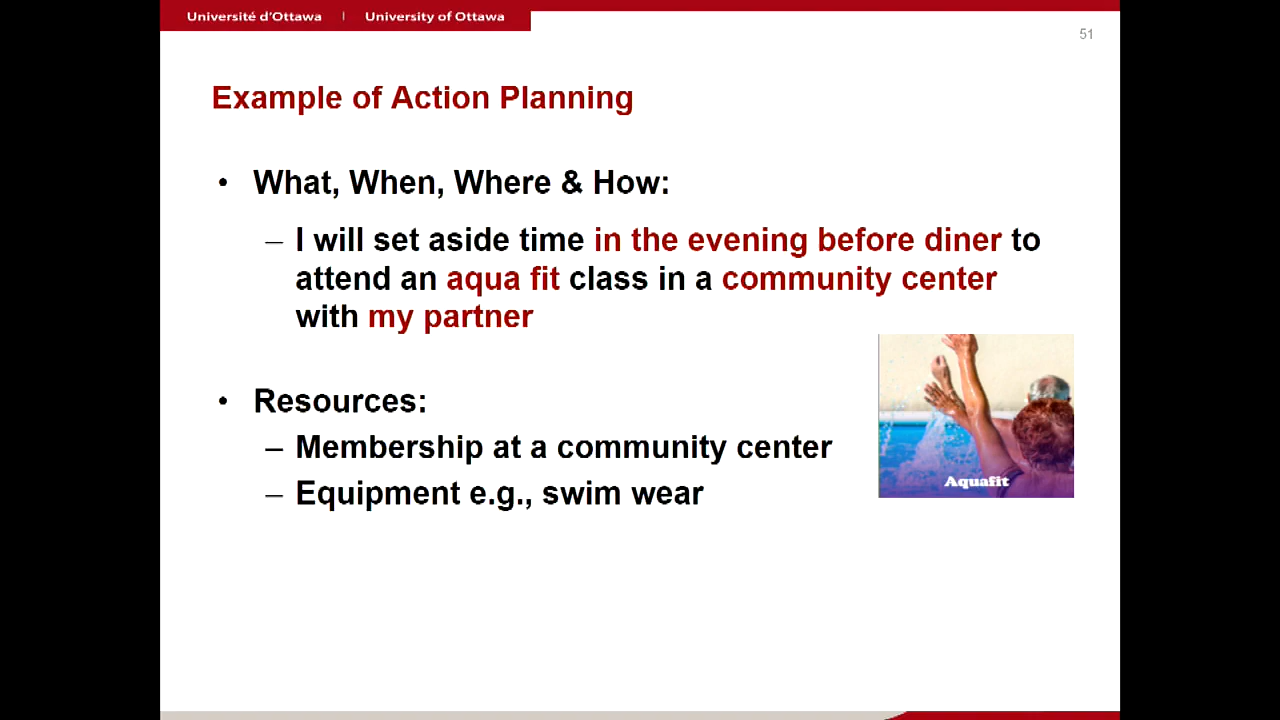 Université d'Ottawa | University of Ottawa
51
Example of Action Planning
• What, When, Where & How:
– I will set aside time in the evening before diner to
attend an aqua fit class in a community center
with my partner
• Resources:
– Membership at a community center
– Equipment e.g., swim wear
Aquafit